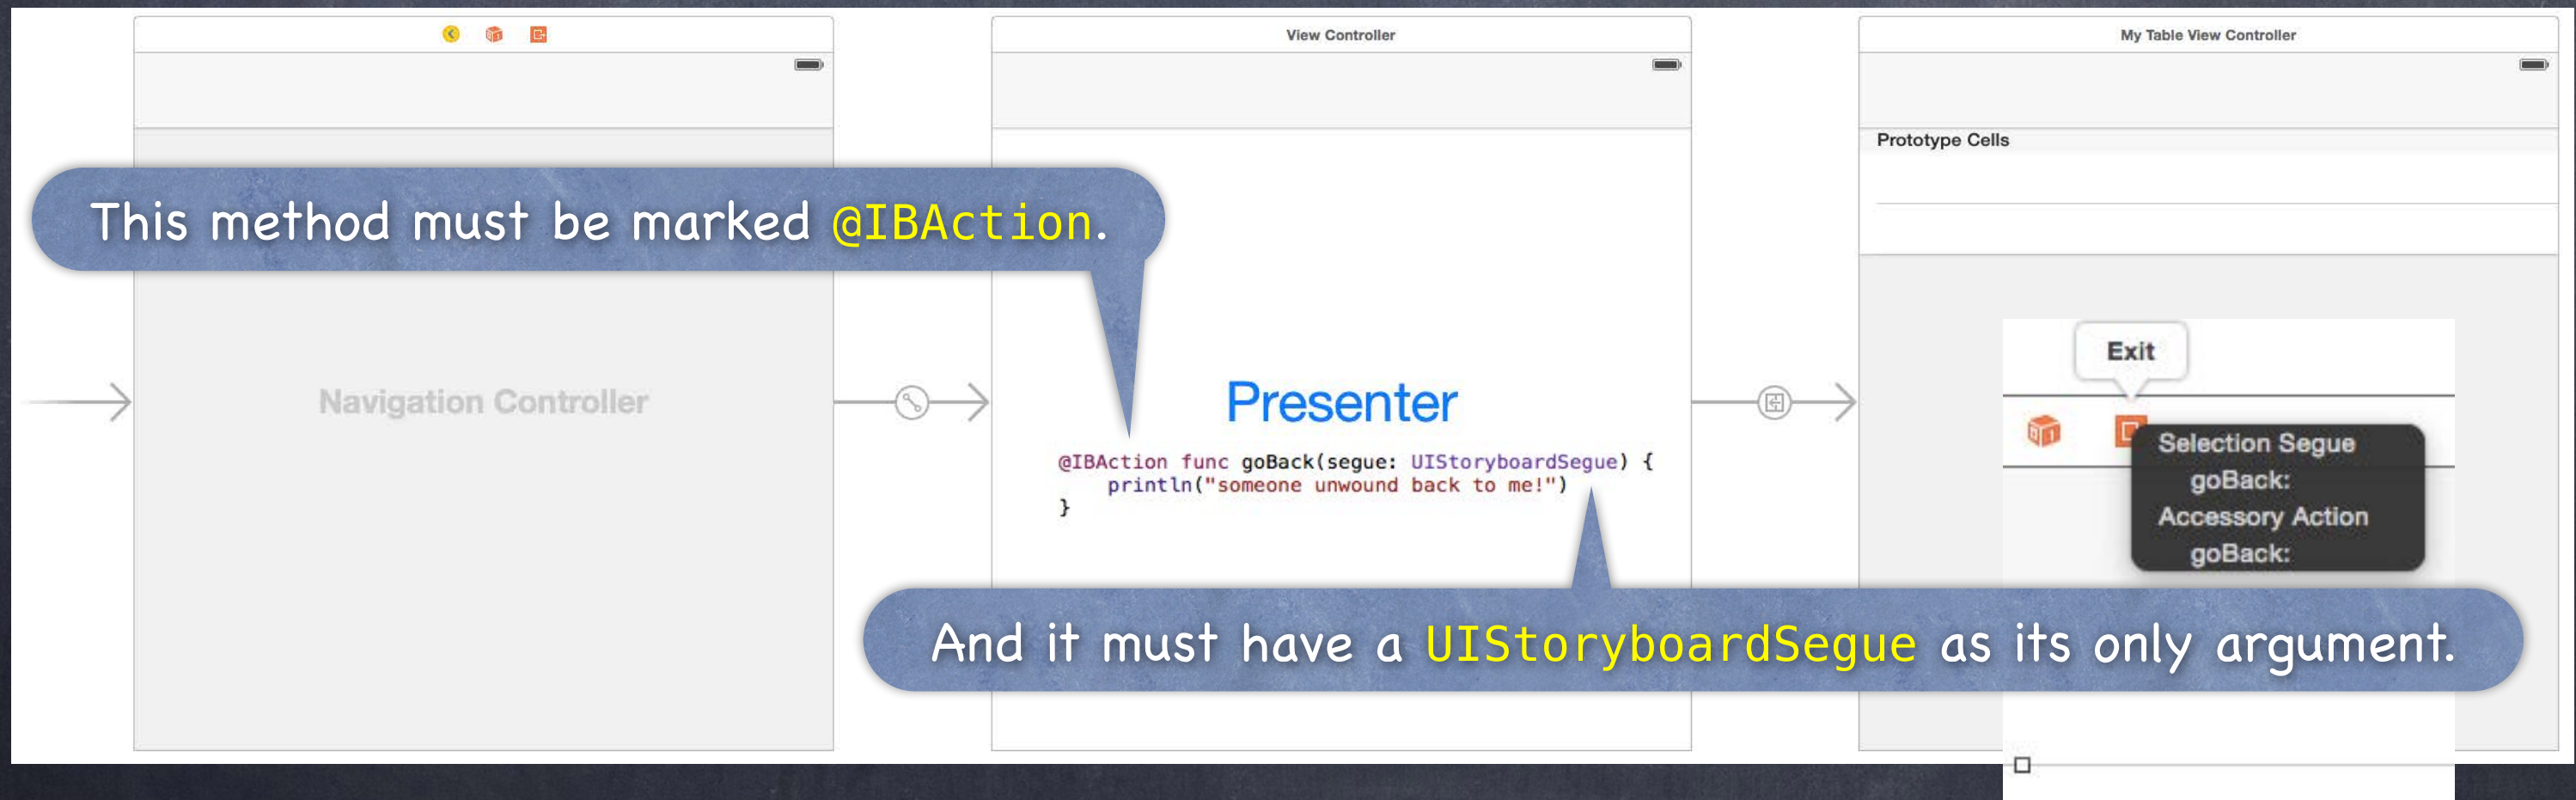 View Controller
My Table View Controller
Prototype Cells
This method must be marked @IBAction.
Navigation Controller
Presenter
@IBAction func goBack(segue: UIStoryboardSegue) {
    println("someone unwound back to me!")
}
Exit
Selection Segue
goBack:
Accessory Action
goBack:
And it must have a UIStoryboardSegue as its only argument.